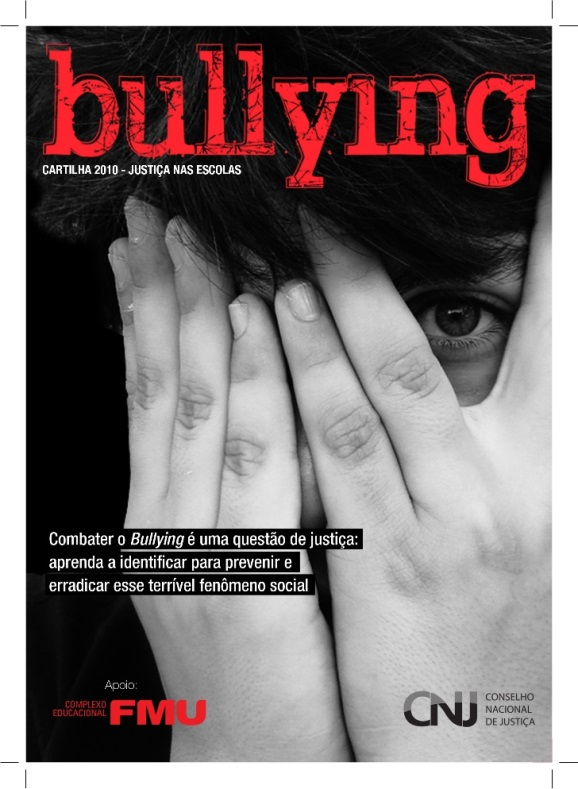 bullying
CARTILHA 2010 - JUSTIÇA NAS ESCOLAS
Combater o Bullying é uma questão de justiça:
aprenda a identificar para prevenir e
erradicar esse terrível fenômeno social
Apoio:
COMPLEXO
EDUCACIONAL
FMU
CNJ
CONSELHO
NACIONAL
DE JUSTIÇA